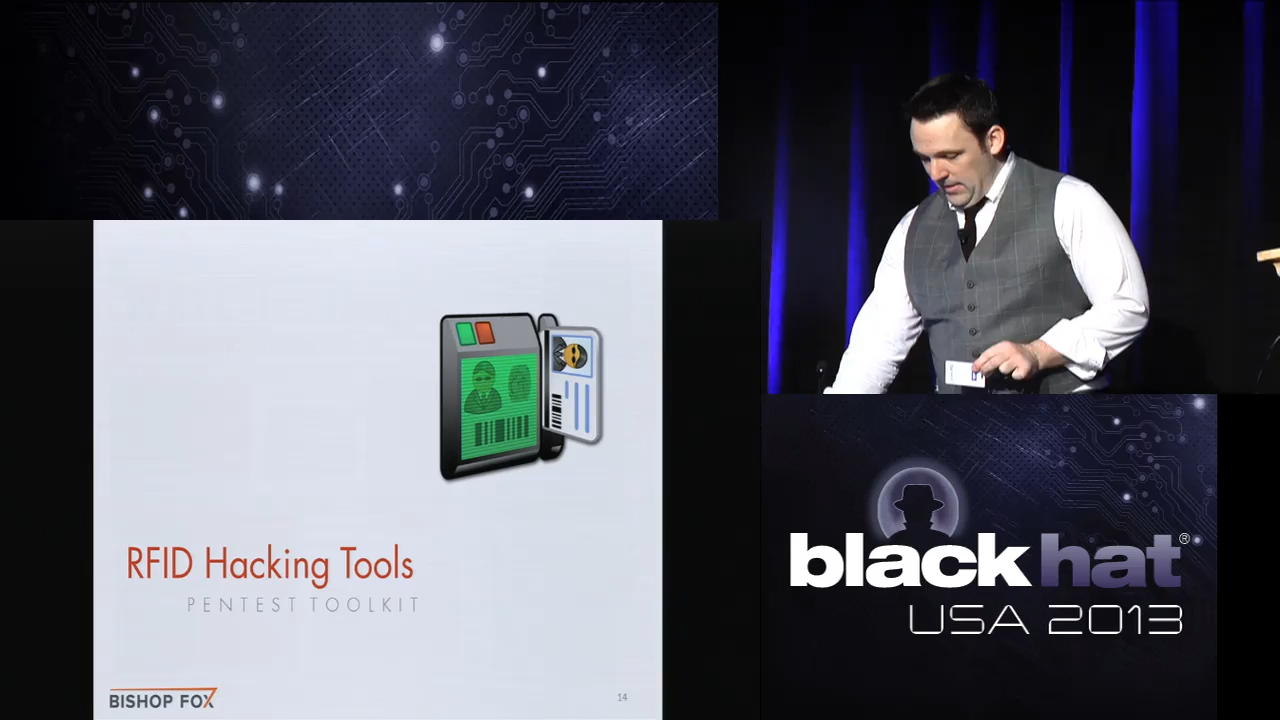 RFID Hacking Tools
PENTEST TOOLKIT
BISHOP FOX
14
black hat®
USA 2013